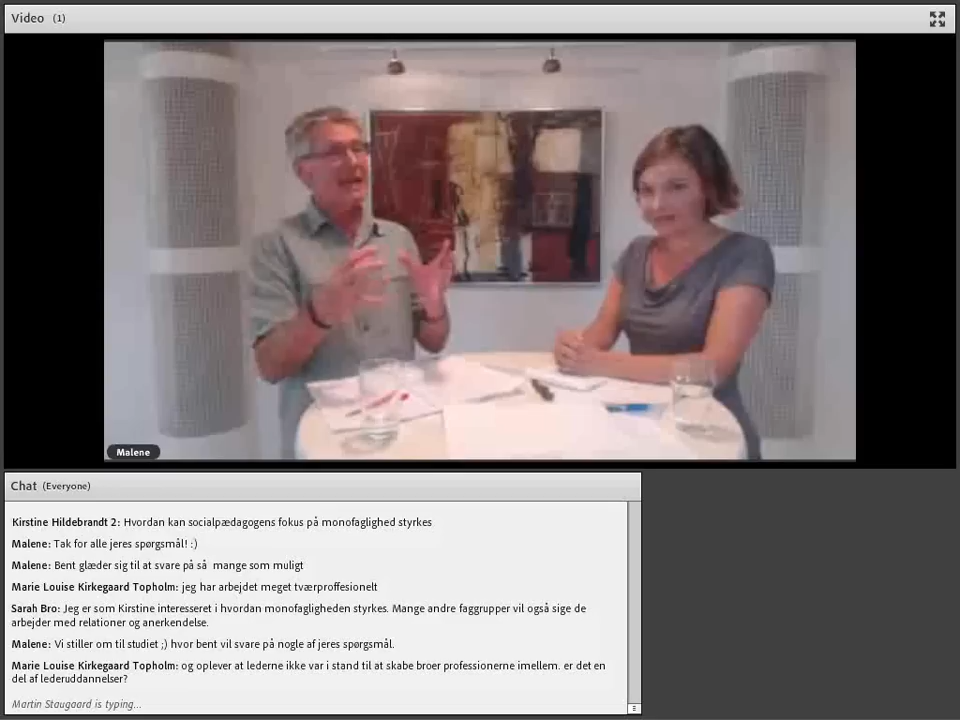 Video (1)
Malene
Chat (Everyone)
Kirstine Hildebrandt 2: Hvordan kan socialpædagogens fokus på monofaglighed styrkes
Malene: Tak for alle jeres spørgsmål! :)
Malene: Bent glæder sig til at svare på så  mange som muligt
Marie Louise Kirkegaard Topholm: jeg har arbejdet meget tværproffesionelt
Sarah Bro: Jeg er som Kirstine interesseret i hvordan monofagligheden styrkes. Mange andre faggrupper vil også sige de
arbejder med relationer og anerkendelse.
Malene: Vi stiller om til studiet ;) hvor bent vil svare på nogle af jeres spørgsmål.
Marie Louise Kirkegaard Topholm: og oplever at lederne ikke var i stand til at skabe broer professionerne imellem. er det en
del af lederuddannelser?
Martin Staugaard is typing...